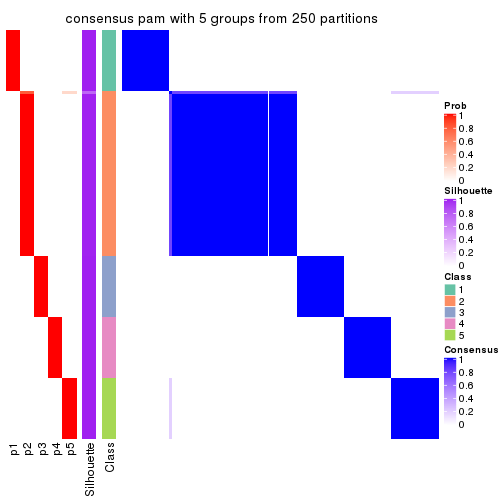 consensus pam with 5 groups from 250 partitions
Prob
1
0.8
0.6
0.4
0.2
0
Silhouette
1
0.8
0.6
0.4
0.2
0
Class
1
2
3
4
5
Consensus
1
0.8
0.6
0.4
0.2
0
p1
p2
p3
p4
p5
Silhouette
Class